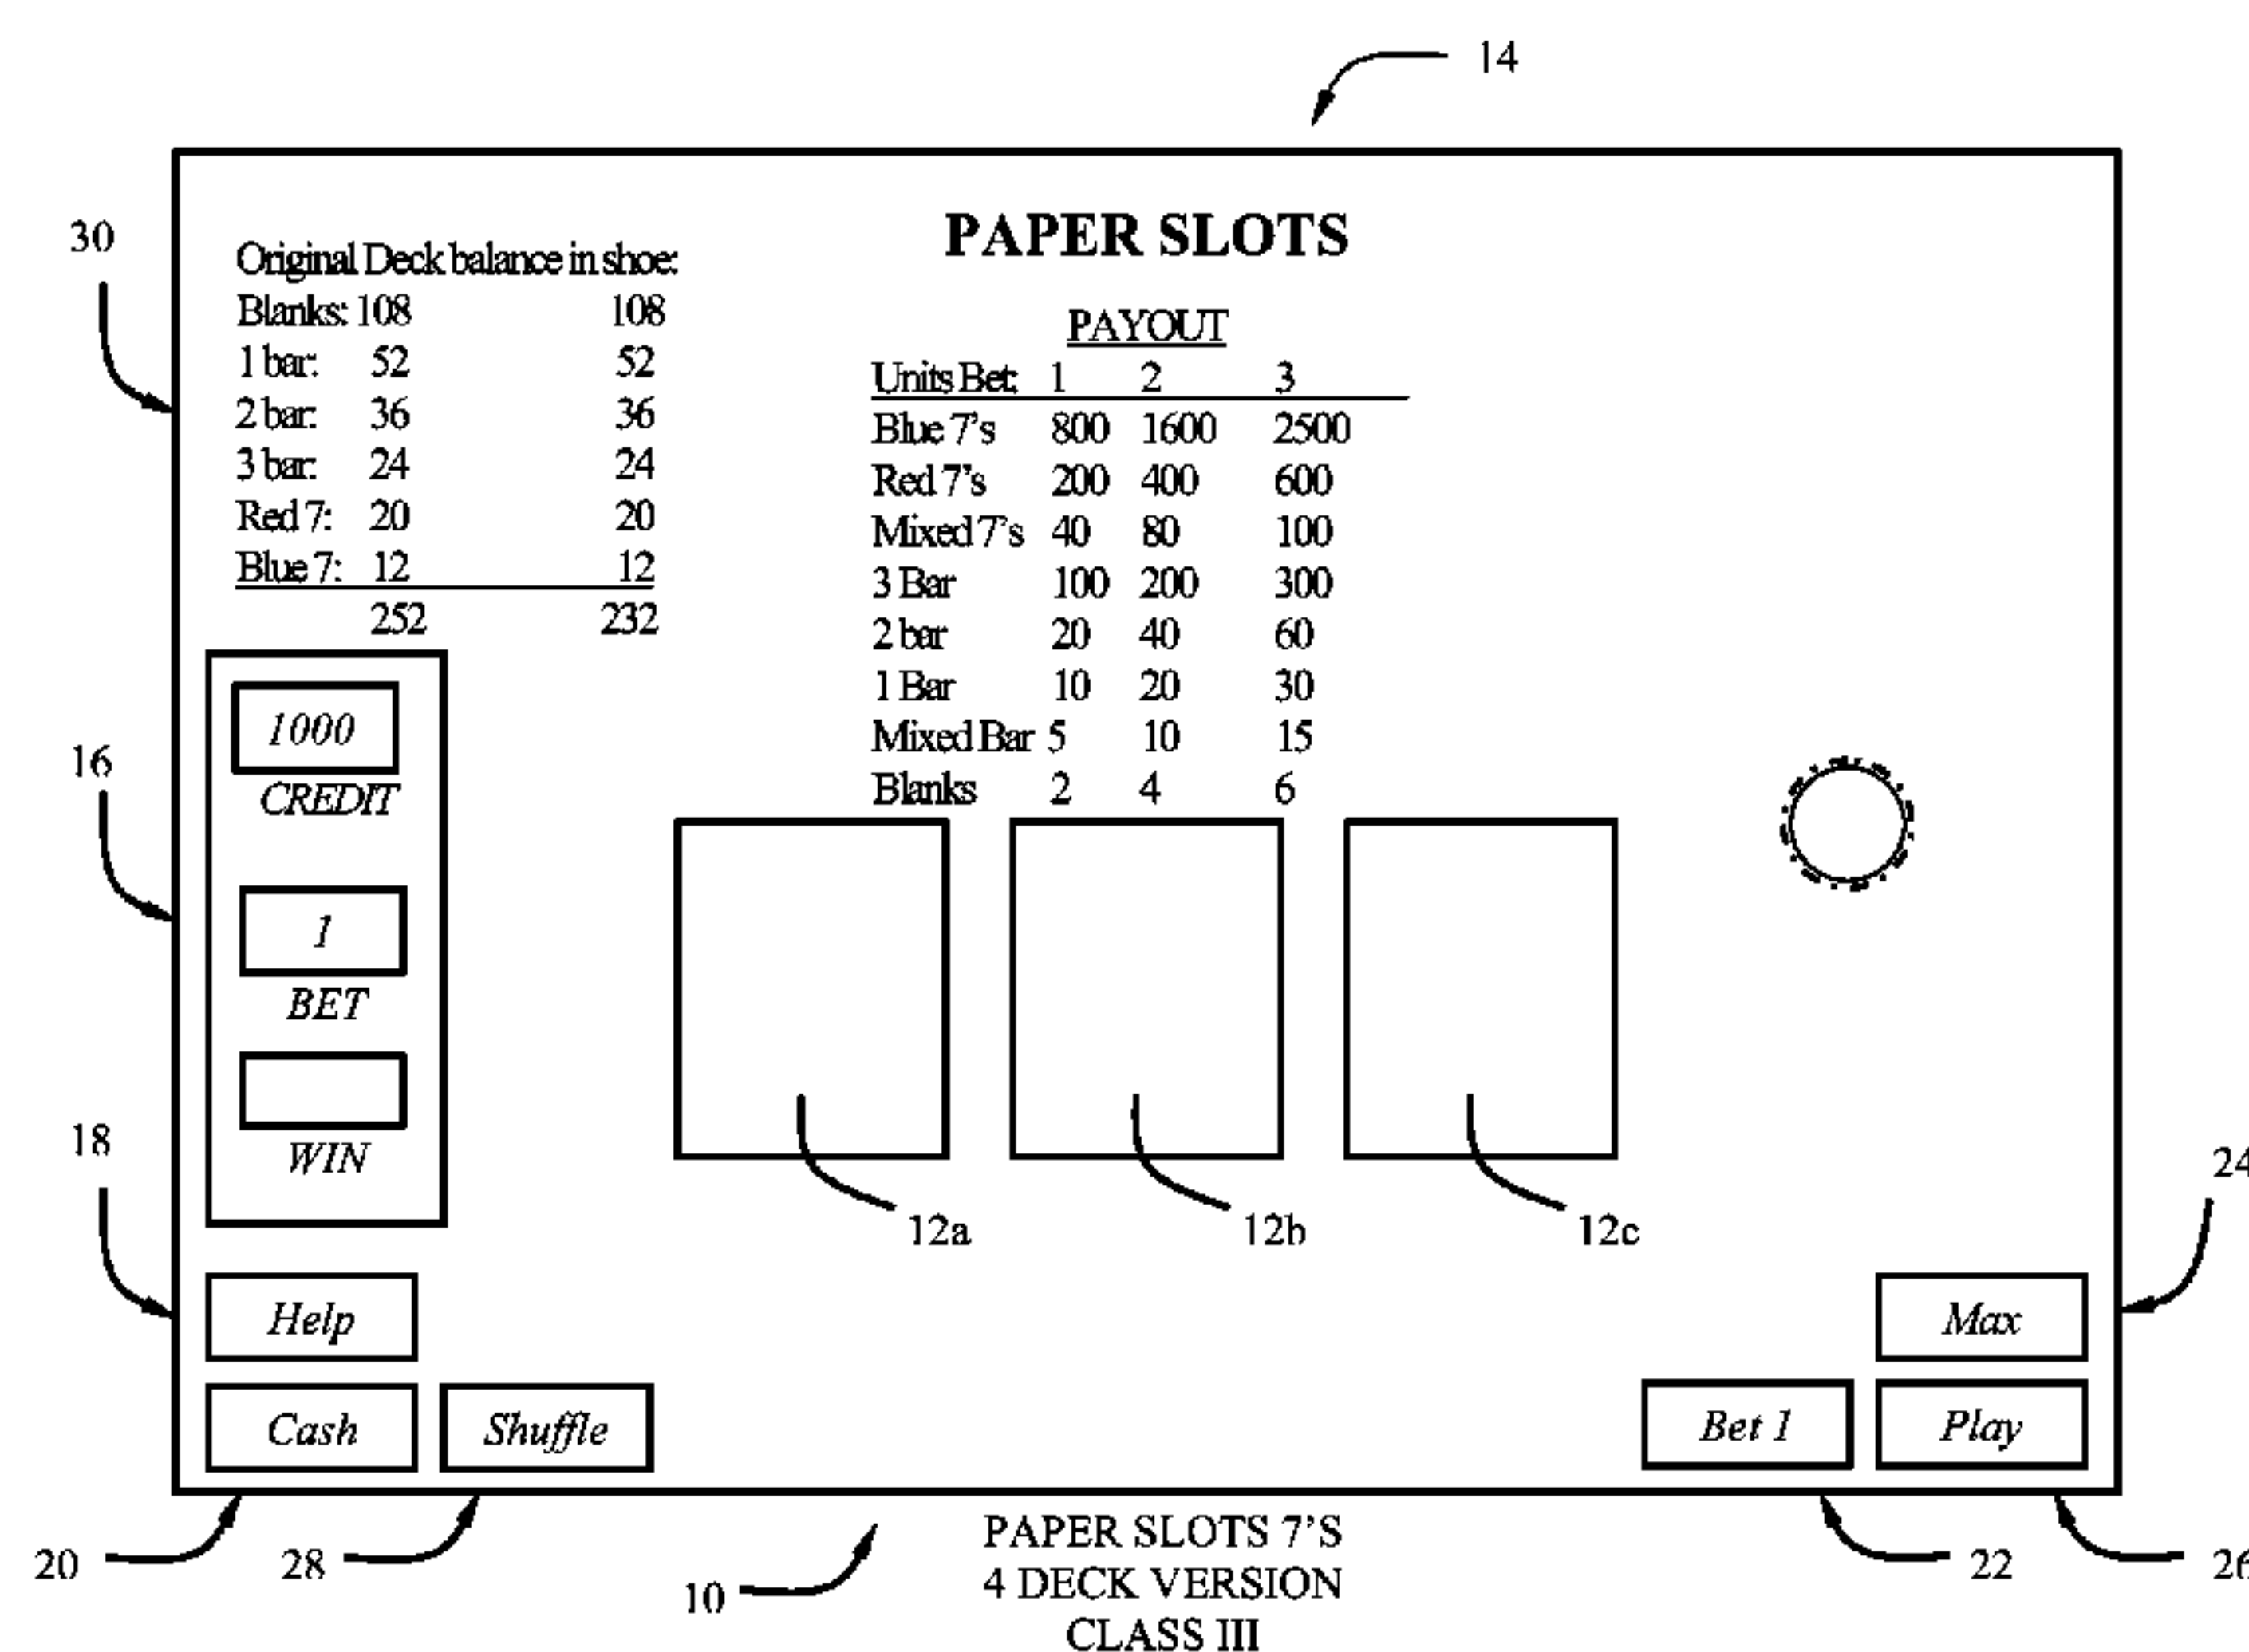 14
30
PAPER SLOTS
Original Deck balance in shoe:
Blanks: 108 108
1 bar: 52 52
2 bar: 36 36
3 bar: 24 24
Red 7: 20 20
Blue 7: 12 12
252 232
PAYOUT
Units Bet: 1 2 3
Blue 7's 800 1600 2500
Red 7's 200 400 600
Mixed 7's 40 80 100
3 Bar 100 200 300
2 bar 20 40 60
1 Bar 10 20 30
Mixed Bar 5 10 15
Blanks 2 4 6
16
1000
CREDIT
1
BET
18
WIN
24
12a 12b 12c
Help
Max
Cash
Shuffle
Bet 1
Play
20
28
10
PAPER SLOTS 7'S
4 DECK VERSION
CLASS III
22
26